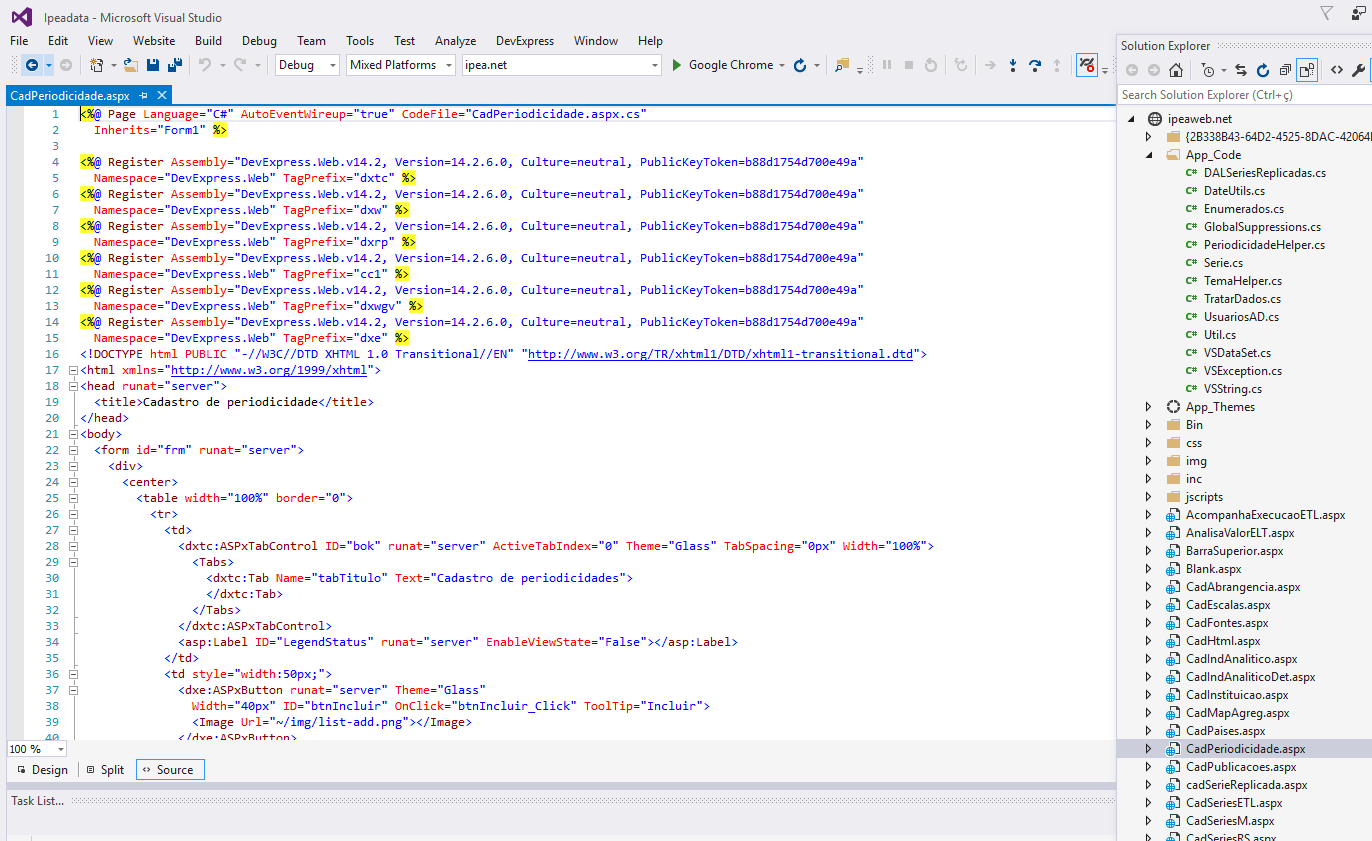 Ipeadata - Microsoft Visual Studio
File Edit View Website Build Debug Team Tools Test Analyze DevExpress Window Help
Debug Mixed Platforms ipea.net Google Chrome
CadPeriodicidade.aspx
1 <%@ Page Language="C#" AutoEventWireup="true" CodeFile="CadPeriodicidade.aspx.cs"
2 Inherits="Form1" %>
3
4 <%@ Register Assembly="DevExpress.Web.v14.2, Version=14.2.6.0, Culture=neutral, PublicKeyToken=b88d1754d700e49a"
5 Namespace="DevExpress.Web" TagPrefix="dxtc" %>
6 <%@ Register Assembly="DevExpress.Web.v14.2, Version=14.2.6.0, Culture=neutral, PublicKeyToken=b88d1754d700e49a"
7 Namespace="DevExpress.Web" TagPrefix="dxw" %>
8 <%@ Register Assembly="DevExpress.Web.v14.2, Version=14.2.6.0, Culture=neutral, PublicKeyToken=b88d1754d700e49a"
9 Namespace="DevExpress.Web" TagPrefix="dxrp" %>
10 <%@ Register Assembly="DevExpress.Web.v14.2, Version=14.2.6.0, Culture=neutral, PublicKeyToken=b88d1754d700e49a"
11 Namespace="DevExpress.Web" TagPrefix="cc1" %>
12 <%@ Register Assembly="DevExpress.Web.v14.2, Version=14.2.6.0, Culture=neutral, PublicKeyToken=b88d1754d700e49a"
13 Namespace="DevExpress.Web" TagPrefix="dxwgv" %>
14 <%@ Register Assembly="DevExpress.Web.v14.2, Version=14.2.6.0, Culture=neutral, PublicKeyToken=b88d1754d700e49a"
15 Namespace="DevExpress.Web" TagPrefix="dxe" %>
16 <!DOCTYPE html PUBLIC "-//W3C//DTD XHTML 1.0 Transitional//EN" "http://www.w3.org/TR/xhtml1/DTD/xhtml1-transitional.dtd">
17 <html xmlns="http://www.w3.org/1999/xhtml">
18 <head runat="server">
19 <title>Cadastro de periodicidade</title>
20 </head>
21 <body>
22 <form id="frm" runat="server">
23 <div>
24 <center>
25 <table width="100%" border="0">
26 <tr>
27 <td>
28 <dxtc:ASPxTabControl ID="bok" runat="server" ActiveTabIndex="0" Theme="Glass" TabSpacing="0px" Width="100%">
29 <Tabs>
30 <dxtc:Tab Name="tabTitulo" Text="Cadastro de periodicidades">
31 </dxtc:Tab>
32 </Tabs>
33 </dxtc:ASPxTabControl>
34 <asp:Label ID="LegendStatus" runat="server" EnableViewState="False"></asp:Label>
35 </td>
36 <td style="width:50px;">
37 <dxe:ASPxButton runat="server" Theme="Glass"
38 Width="40px" ID="btnIncluir" OnClick="btnIncluir_Click" ToolTip="Incluir">
39 <Image Url="~/img/list-add.png"></Image>
40 </dxe:ASPxButton>
100 %
Design Split Source
Task List...
Solution Explorer
Search Solution Explorer (Ctrl+ç)
ipeaweb.net
{2B338B43-64D2-4525-8DAC-42064
App_Code
DALSeriesReplicadas.cs
DateUtils.cs
Enumerados.cs
GlobalSuppressions.cs
PeriodicidadeHelper.cs
Serie.cs
TemaHelper.cs
TratarDados.cs
UsuariosAD.cs
Util.cs
VSDataSet.cs
VSException.cs
VSString.cs
App_Themes
Bin
css
img
inc
jscripts
AcompanhaExecucaoETL.aspx
AnalisaValorELT.aspx
BarraSuperior.aspx
Blank.aspx
CadAbrangencia.aspx
CadEscalas.aspx
CadFontes.aspx
CadHtml.aspx
CadIndAnalitico.aspx
CadIndAnaliticoDet.aspx
CadInstituicao.aspx
CadMapAgreg.aspx
CadPaises.aspx
CadPeriodicidade.aspx
CadPublicacoes.aspx
cadSerieReplicada.aspx
CadSeriesETL.aspx
CadSeriesM.aspx
CadSeriesRS.aspx